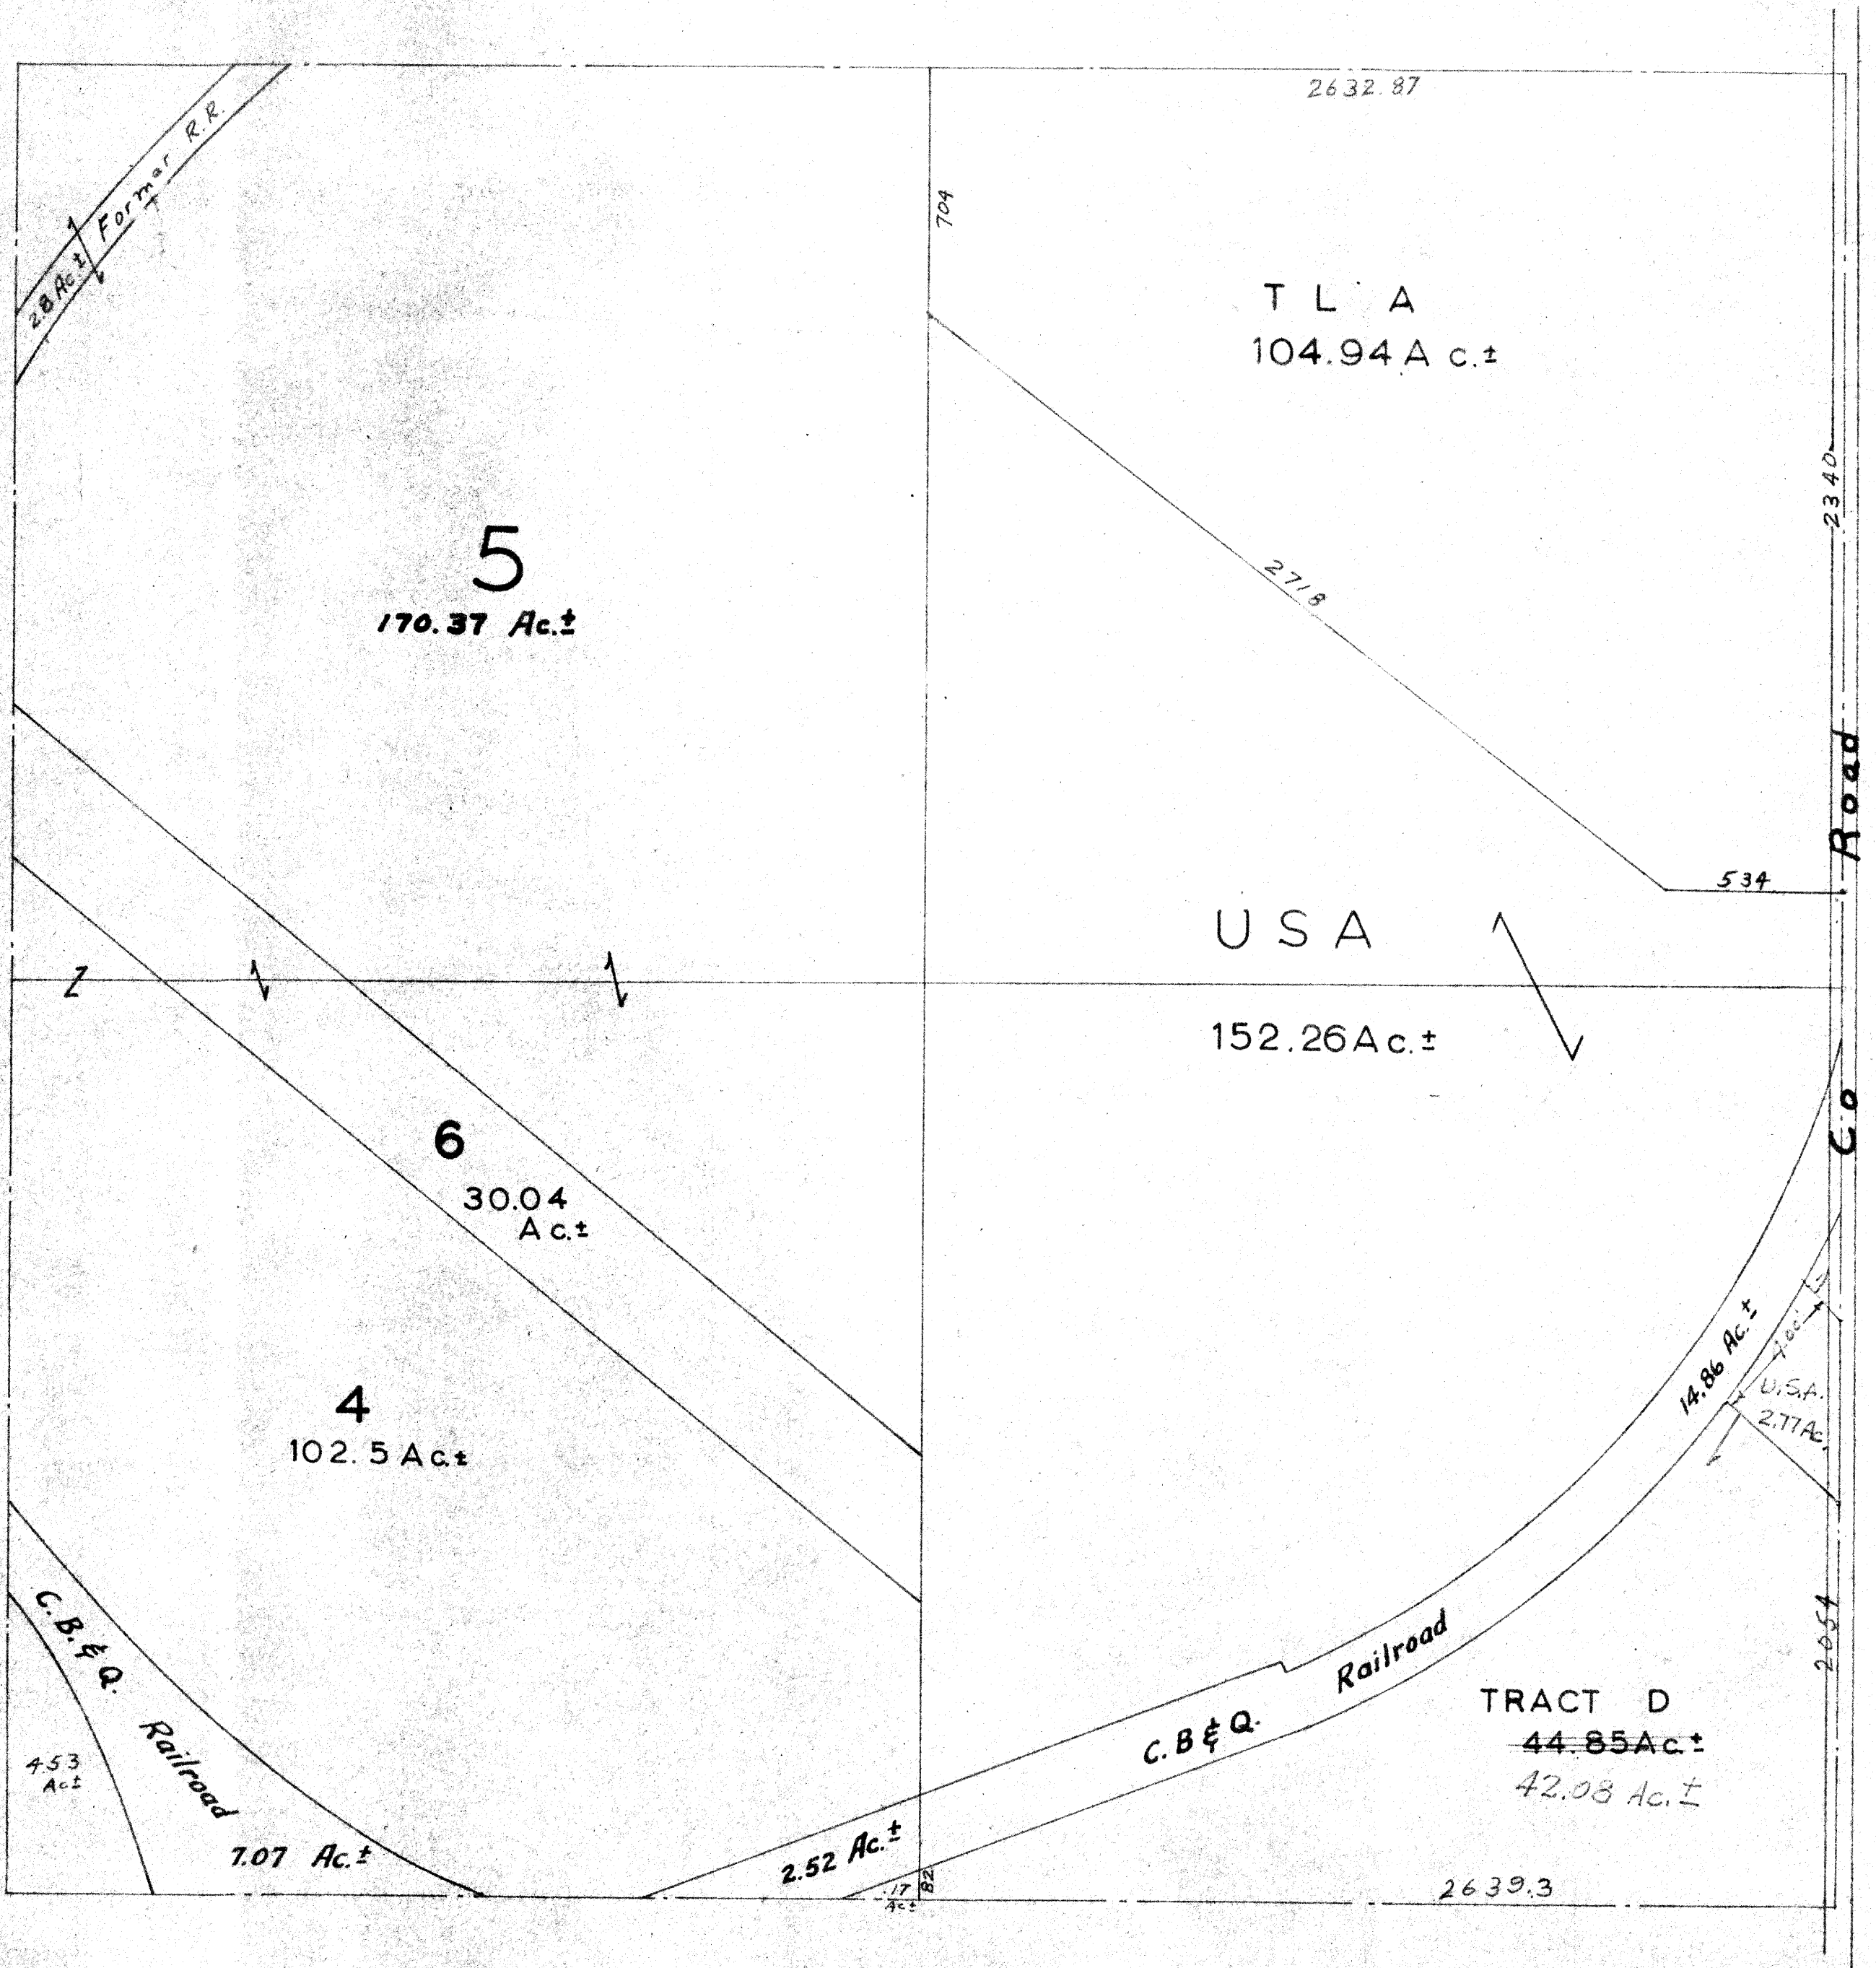 2632.87
Former R.R.
2.8 Ac.±
704
T L A
104.94 Ac.±
2340
5
170.37 Ac.±
2718
Co Road
534
U S A
152.26 Ac.±
6
30.04
Ac.±
4
102.5 Ac.±
14.86 Ac.±
400'
U.S.A.
2.77 Ac.
C.B.& Q. Railroad
4.53
Ac±
7.07 Ac.±
C.B & Q. Railroad
2.52 Ac.±
.17
Ac±
82
2054
TRACT D
44.85 Ac.±
42.08 Ac.±
2639.3